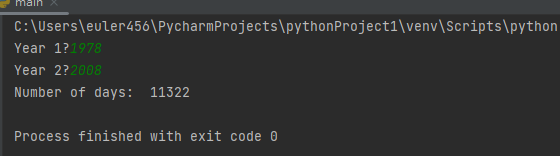 main
C:\Users\euler456\PycharmProjects\pythonProject1\venv\Scripts\python
Year 1?1978
Year 2?2008
Number of days:  11322
Process finished with exit code 0